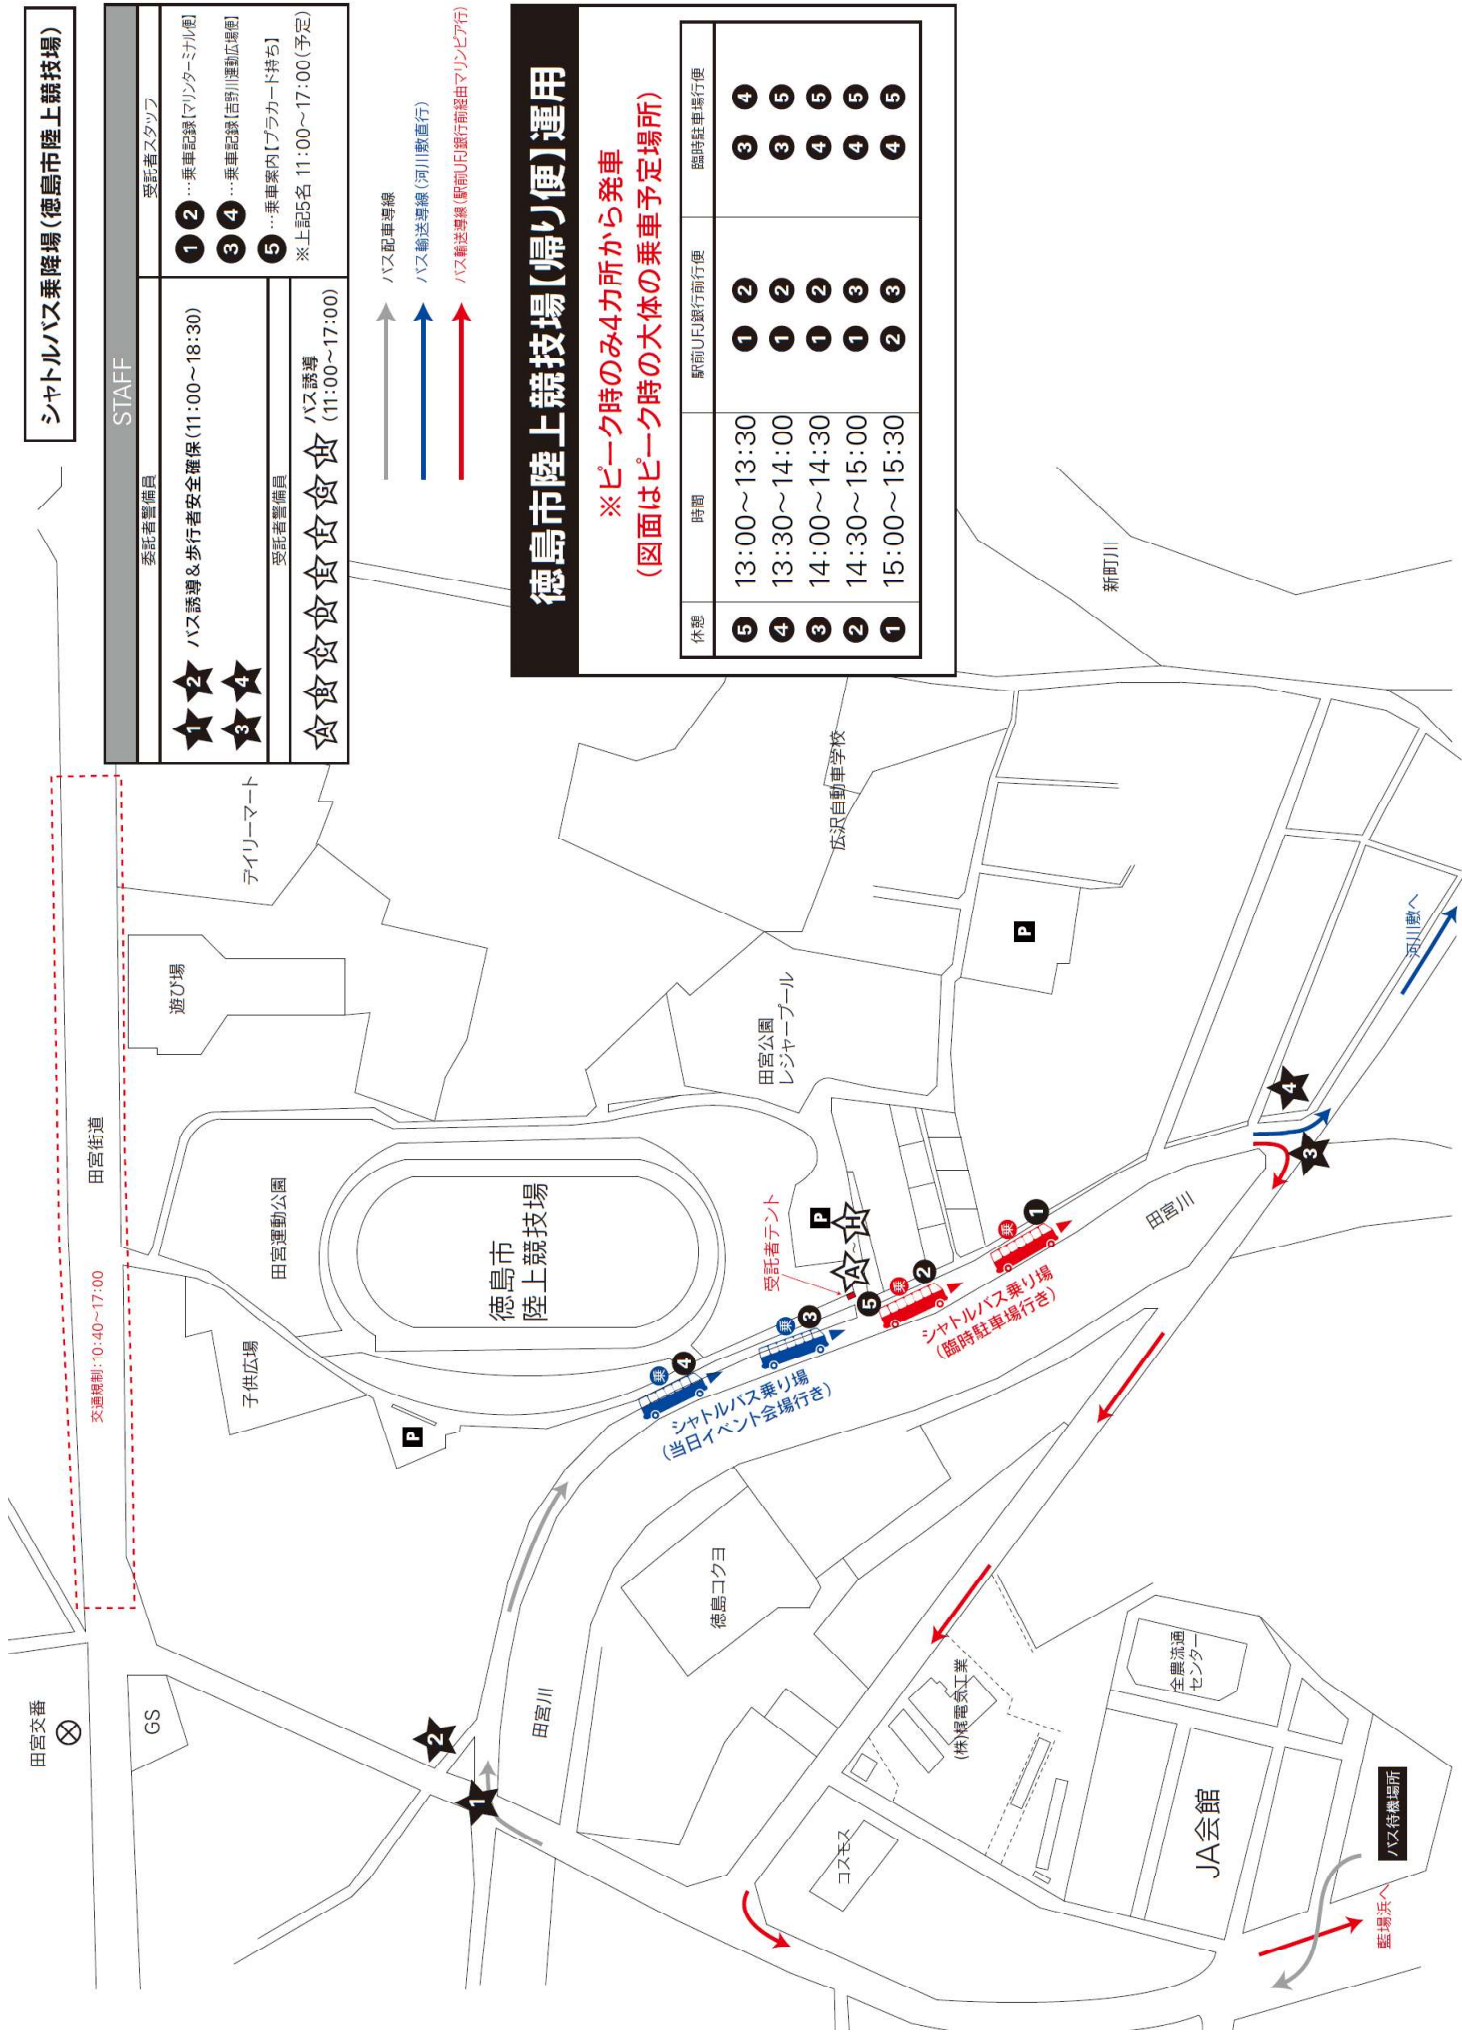 シャトルバス乗降場(徳島市陸上競技場)
STAFF
委託者警備員
受託者スタッフ
1 2 バス誘導&歩行者安全確保(11:00〜18:30)
3 4
受託者警備員
A B C D E F G H バス誘導
(11:00〜17:00)
1 2 …乗車記録【マリンターミナル便】
3 4 …乗車記録【吉野川運動広場便】
5 …乗車案内【プラカード持ち】
※上記5名 11:00〜17:00(予定)
バス配車導線
バス輸送導線(河川敷直行)
バス輸送導線(駅前UFJ銀行前経由マリンピア行)
徳島市陸上競技場【帰り便】運用
※ピーク時のみ4カ所から発車
(図面はピーク時の大体の乗車予定場所)
休憩 時間 駅前UFJ銀行前行便 臨時駐車場行便
5 13:00〜13:30 1 2 3 4
4 13:30〜14:00 1 2 3 5
3 14:00〜14:30 1 2 4 5
2 14:30〜15:00 1 3 4 5
1 15:00〜15:30 2 3 4 5
田宮交番
GS
交通規制:10:40〜17:00
田宮街道
遊び場
デイリーマート
子供広場
田宮運動公園
P
徳島市
陸上競技場
田宮公園
レジャープール
広沢自動車学校
新町川
P
受託者テント
P
A〜H
2
1
田宮川
徳島コクヨ
乗
4
乗
3
シャトルバス乗り場
(当日イベント会場行き)
5
乗
2
乗
1
シャトルバス乗り場
(臨時駐車場行き)
田宮川
4
3
河川敷へ
コスモス
(株)梶電気工業
全農流通
センター
JA会館
バス待機場所
藍場浜へ